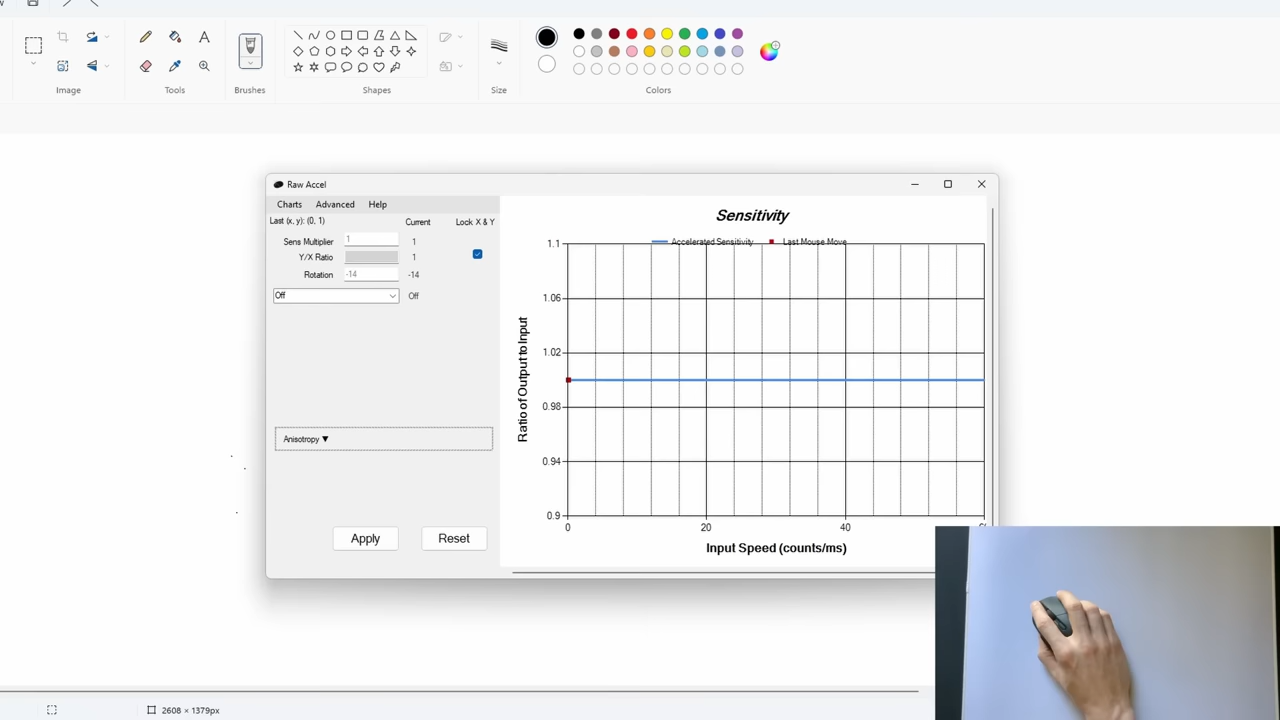 Image
Tools
Brushes
Shapes
Size
Colors
Raw Accel
Charts Advanced Help
Last (x, y): (0, 1)
Current
Lock X & Y
Sens Multiplier 1 1
Y/X Ratio 1
Rotation -14 -14
Off Off
Anisotropy ▼
Apply
Reset
Sensitivity
Accelerated Sensitivity
Last Mouse Move
Ratio of Output to Input
1.1
1.06
1.02
0.98
0.94
0.9
0 20 40
Input Speed (counts/ms)
2608 × 1379px